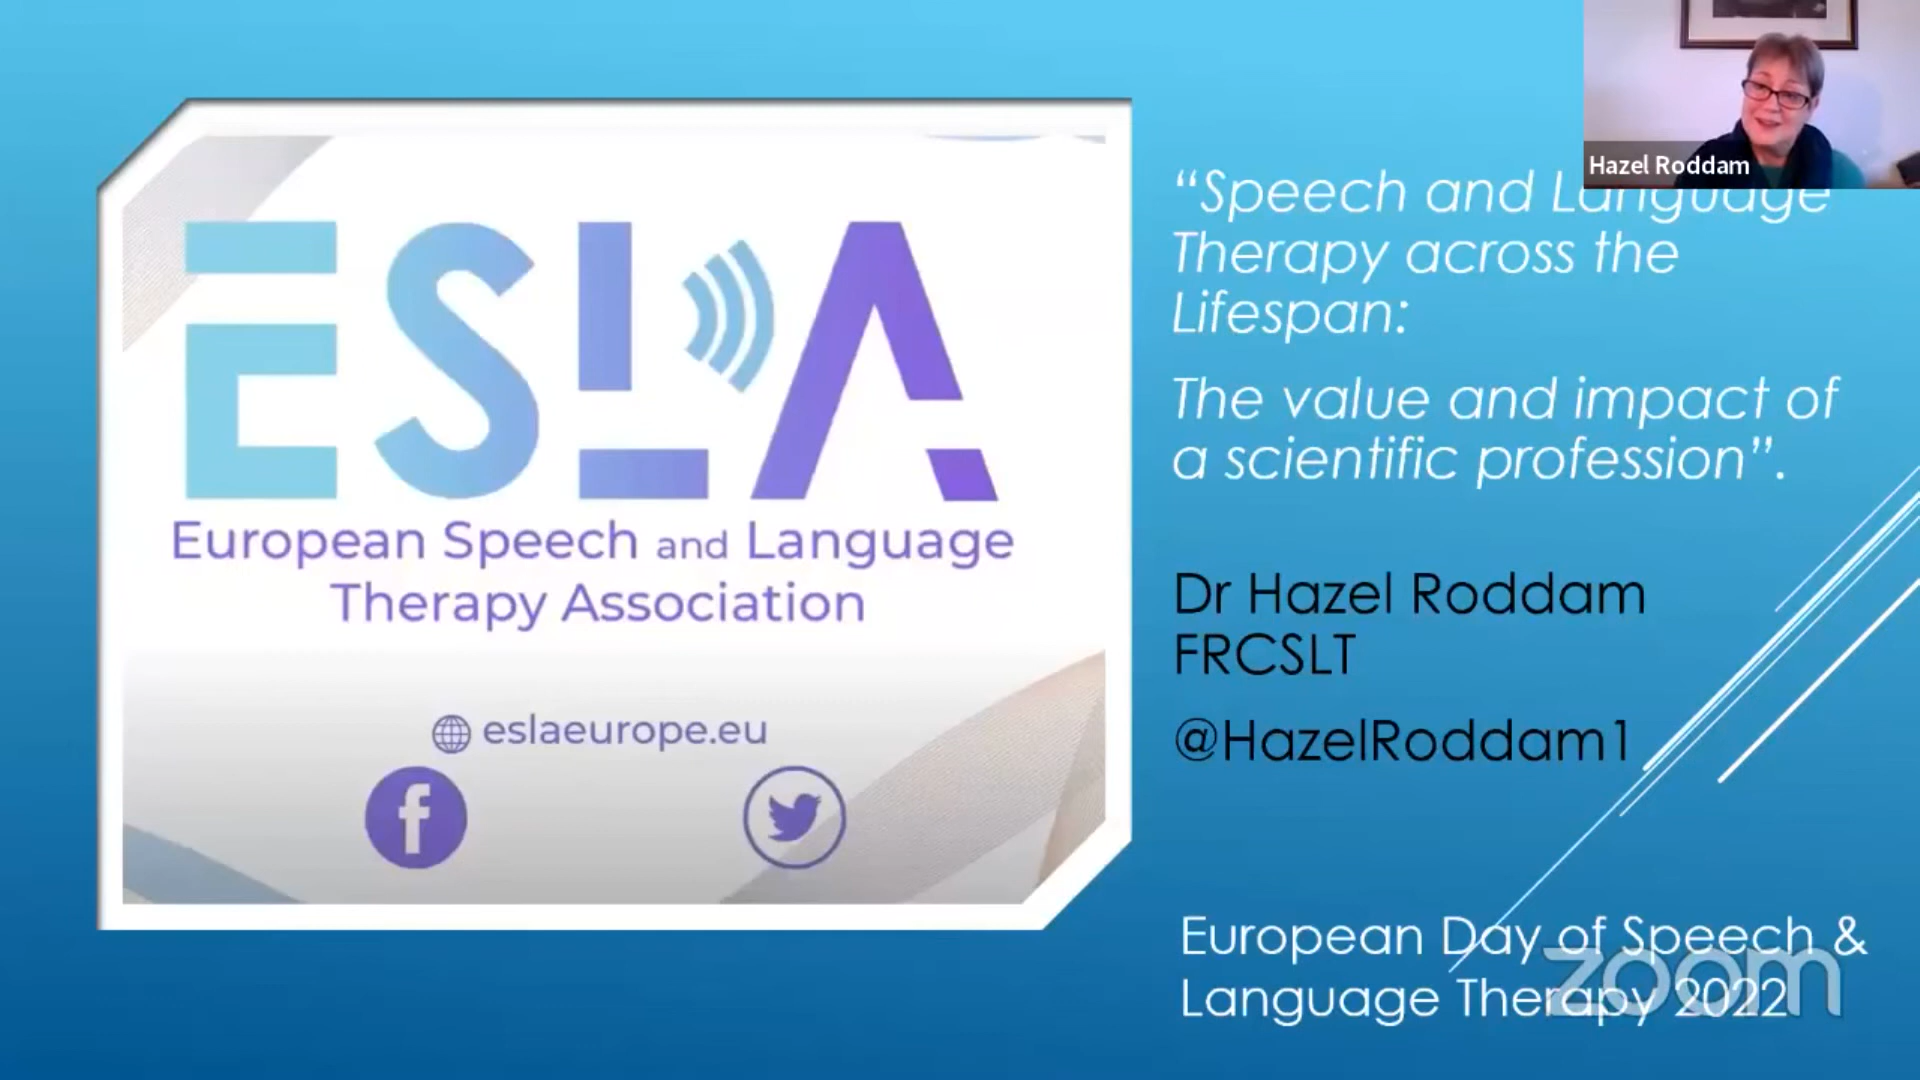 ESLA
European Speech and Language
Therapy Association
eslaeurope.eu
Hazel Roddam
“Speech and Language
Therapy across the
Lifespan:
The value and impact of
a scientific profession”.
Dr Hazel Roddam
FRCSLT
@HazelRoddam1
European Day of Speech &
Language Therapy 2022
zoom